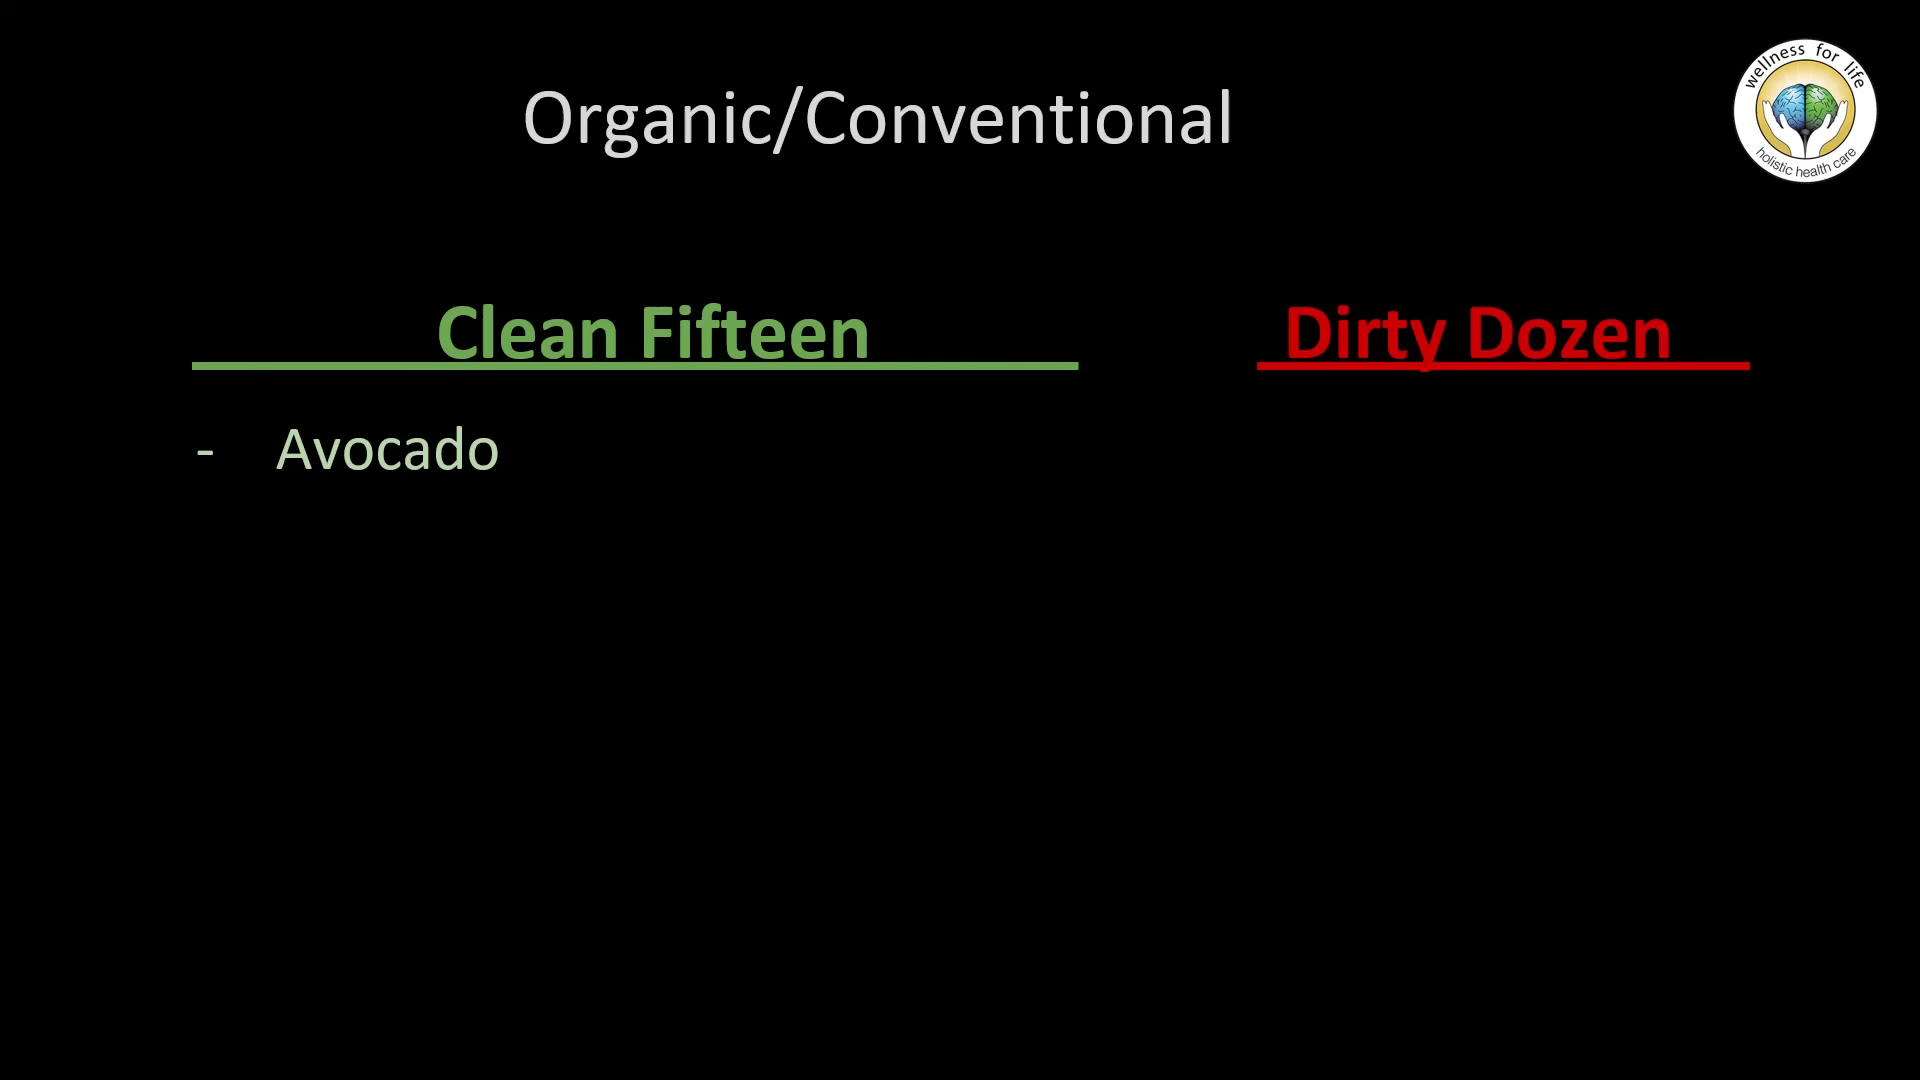 Organic/Conventional
wellness for life
holistic health care
Clean Fifteen
Dirty Dozen
- Avocado